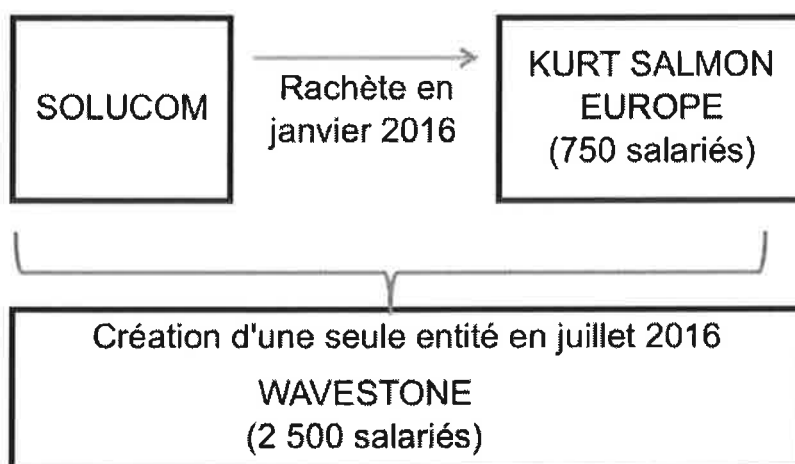 SOLUCOM
Rachète en
janvier 2016
KURT SALMON
EUROPE
(750 salariés)
Création d'une seule entité en juillet 2016
WAVESTONE
(2 500 salariés)